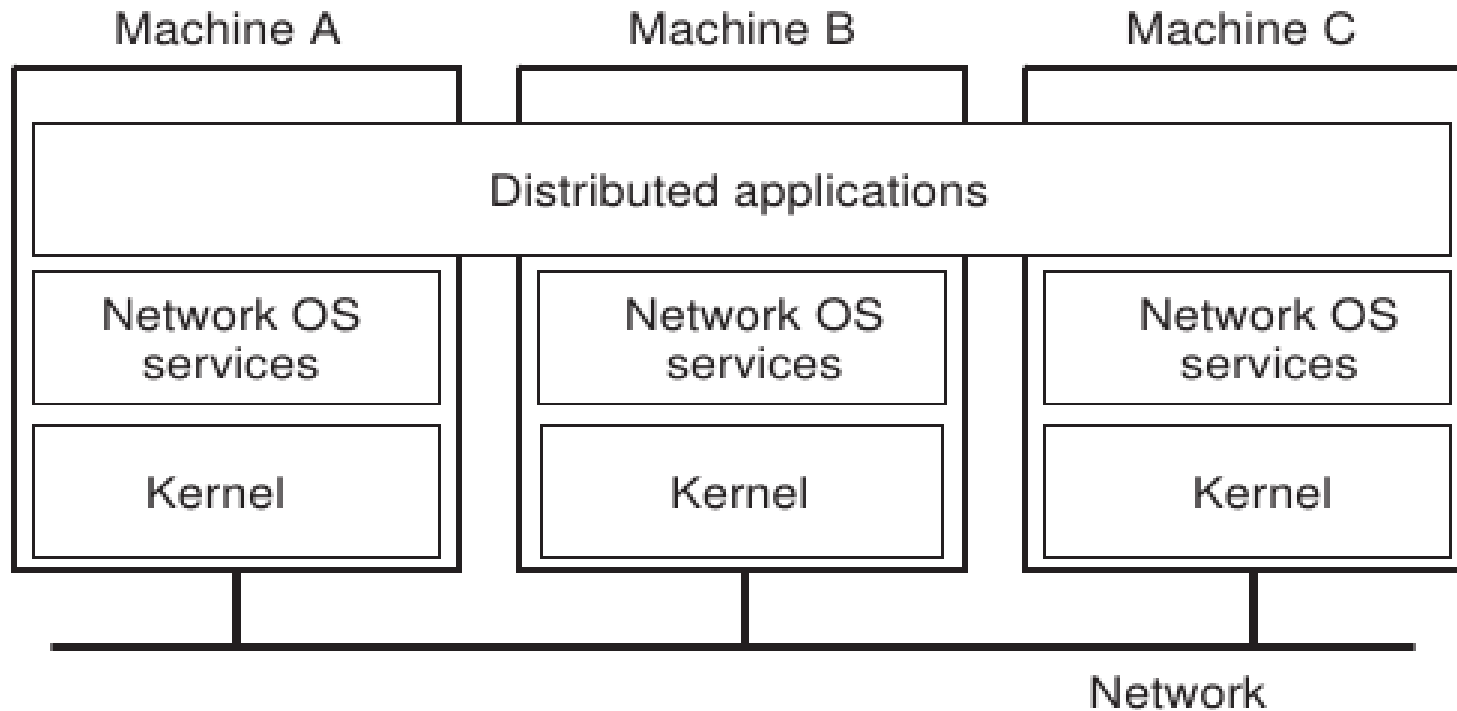 Machine A
Machine B
Machine C
Distributed applications
Network OS
services
Network OS
services
Network OS
services
Kernel
Kernel
Kernel
Network